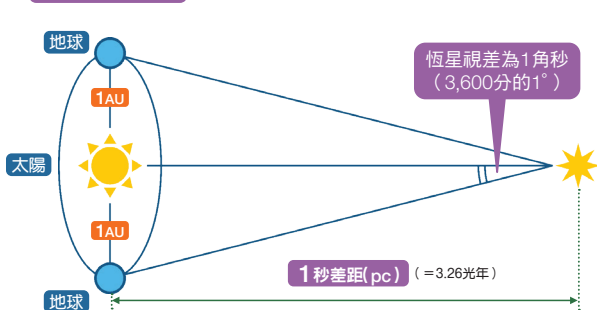 地球
1AU
恆星視差為1角秒
（3,600分的1°）
太陽
1AU
1秒差距(pc)（＝3.26光年）
地球